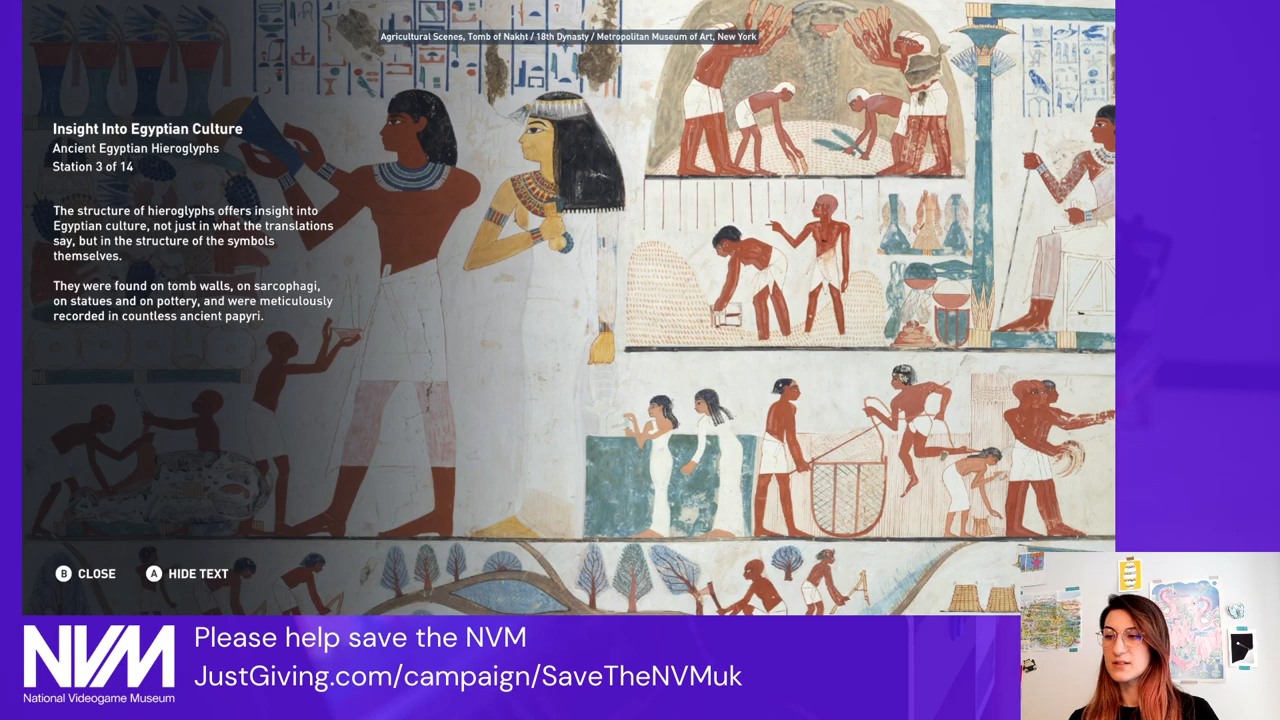 Agricultural Scenes, Tomb of Nakht / 18th Dynasty / Metropolitan Museum of Art, New York
Insight Into Egyptian Culture
Ancient Egyptian Hieroglyphs
Station 3 of 14
The structure of hieroglyphs offers insight into
Egyptian culture, not just in what the translations
say, but in the structure of the symbols
themselves.
They were found on tomb walls, on sarcophagi,
on statues and on pottery, and were meticulously
recorded in countless ancient papyri.
B CLOSE A HIDE TEXT
NVM
National Videogame Museum
Please help save the NVM
JustGiving.com/campaign/SaveTheNVMuk